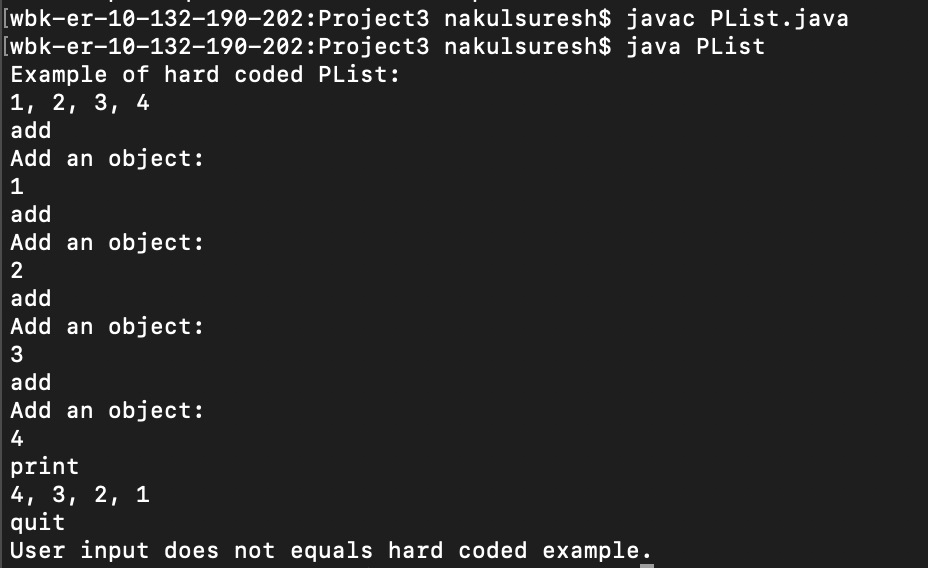 [wbk-er-10-132-190-202:Project3 nakulsuresh$ javac PList.java
[wbk-er-10-132-190-202:Project3 nakulsuresh$ java PList
Example of hard coded PList:
1, 2, 3, 4
add
Add an object:
1
add
Add an object:
2
add
Add an object:
3
add
Add an object:
4
print
4, 3, 2, 1
quit
User input does not equals hard coded example.